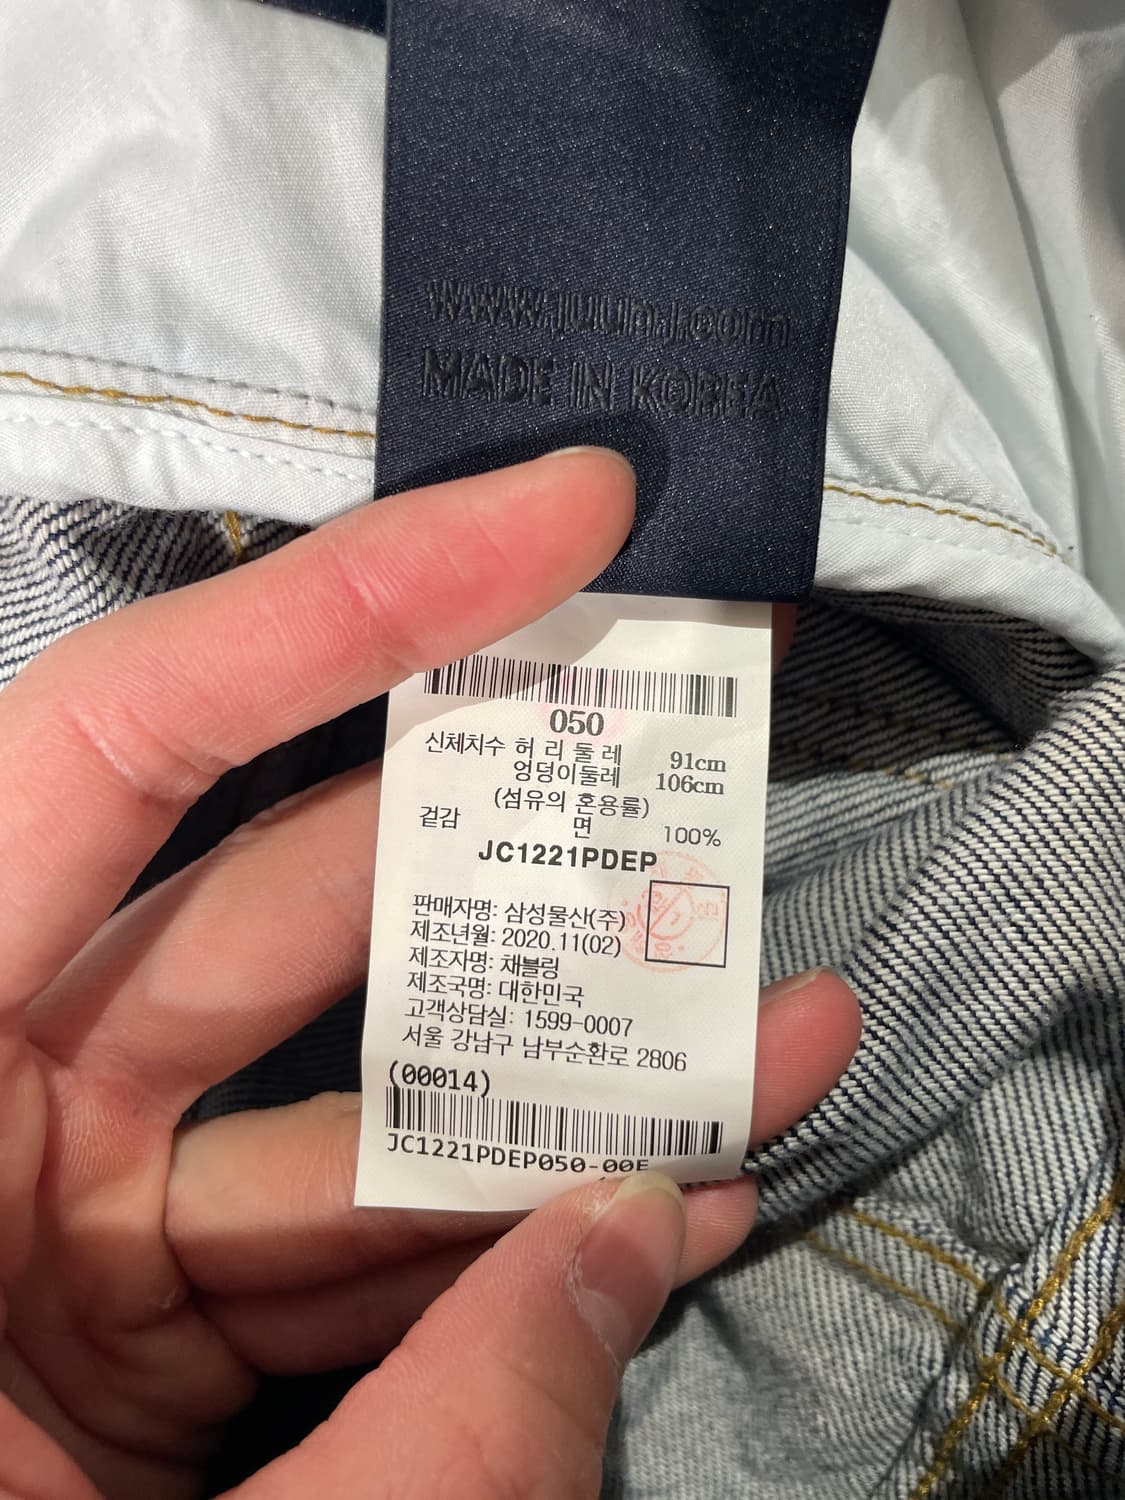 www.juunj.com
MADE IN KOREA
050
신체치수 허 리 둘 레 91cm
엉덩이둘레 106cm
(섬유의 혼용률)
겉감 면 100%
JC1221PDEP
판매자명: 삼성물산(주)
제조년월: 2020.11(02)
제조자명: 채블링
제조국명: 대한민국
고객상담실: 1599-0007
서울 강남구 남부순환로 2806
(00014)
JC1221PDEP050-00E